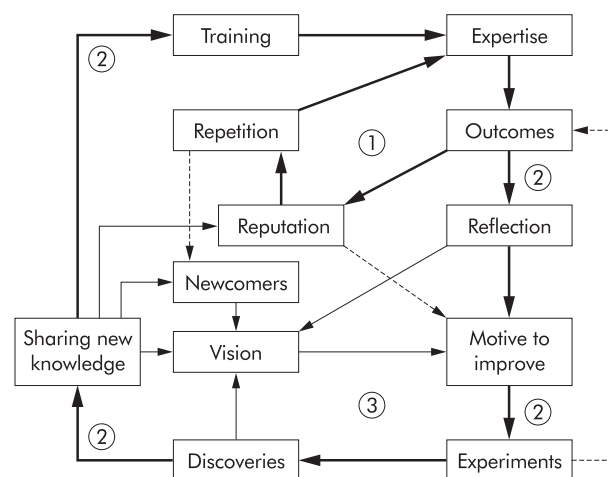 Training
Expertise
②
Repetition
①
Outcomes
②
Reputation
Reflection
Newcomers
Sharing new
knowledge
Vision
Motive to
improve
③
②
②
Discoveries
Experiments